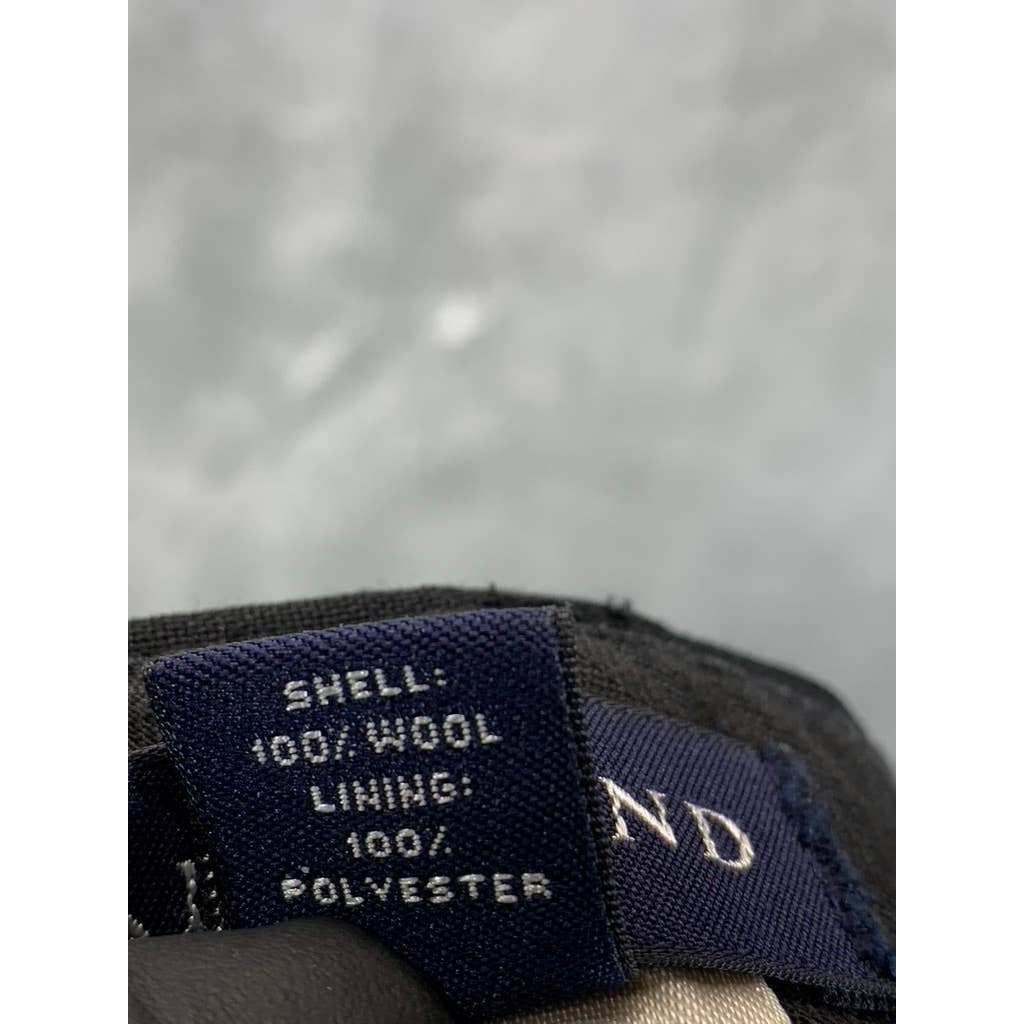 SHELL:
100% WOOL
LINING:
100%
POLYESTER
ND